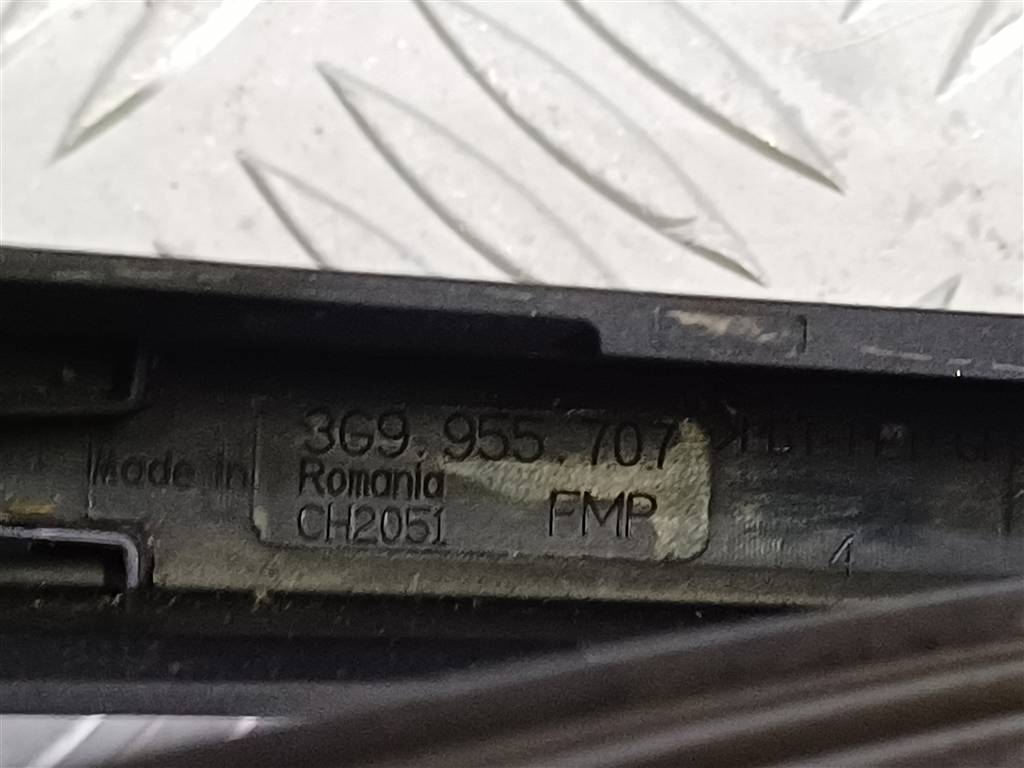 3G9.955.707
Made in Romania
CH2051 FMP
4